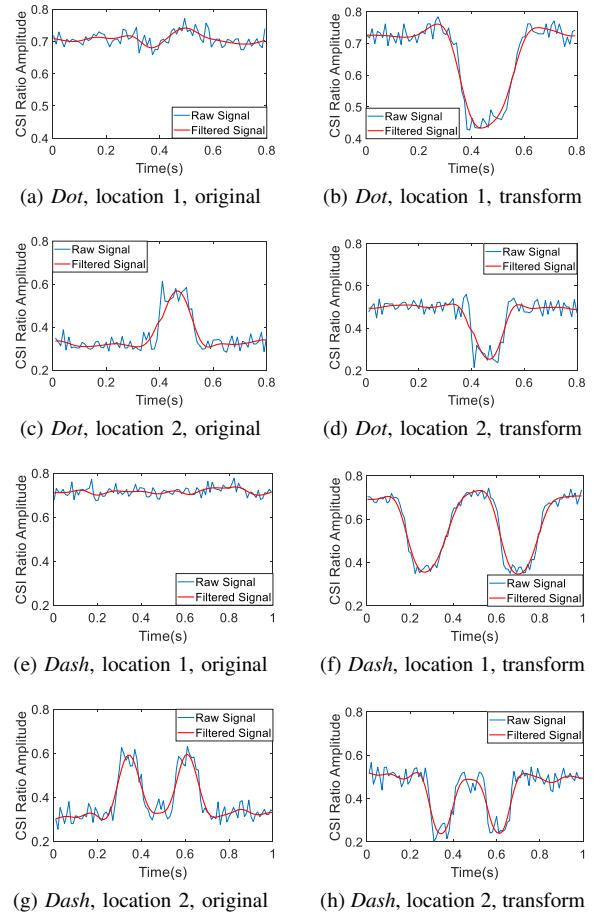 CSI Ratio Amplitude
0.8
0.7
0.6
0.5
0.4
Raw Signal
Filtered Signal
0 0.2 0.4 0.6 0.8
Time(s)
(a) Dot, location 1, original
CSI Ratio Amplitude
0.8
0.7
0.6
0.5
0.4
Raw Signal
Filtered Signal
0 0.2 0.4 0.6 0.8
Time(s)
(b) Dot, location 1, transform
CSI Ratio Amplitude
0.8
0.6
0.4
0.2
Raw Signal
Filtered Signal
0 0.2 0.4 0.6 0.8
Time(s)
(c) Dot, location 2, original
CSI Ratio Amplitude
0.8
0.6
0.4
0.2
Raw Signal
Filtered Signal
0 0.2 0.4 0.6 0.8
Time(s)
(d) Dot, location 2, transform
CSI Ratio Amplitude
0.8
0.6
0.4
0.2
Raw Signal
Filtered Signal
0 0.2 0.4 0.6 0.8 1
Time(s)
(e) Dash, location 1, original
CSI Ratio Amplitude
0.8
0.6
0.4
0.2
Raw Signal
Filtered Signal
0 0.2 0.4 0.6 0.8 1
Time(s)
(f) Dash, location 1, transform
CSI Ratio Amplitude
0.8
0.6
0.4
0.2
Raw Signal
Filtered Signal
0 0.2 0.4 0.6 0.8 1
Time(s)
(g) Dash, location 2, original
CSI Ratio Amplitude
0.8
0.6
0.4
0.2
Raw Signal
Filtered Signal
0 0.2 0.4 0.6 0.8 1
Time(s)
(h) Dash, location 2, transform